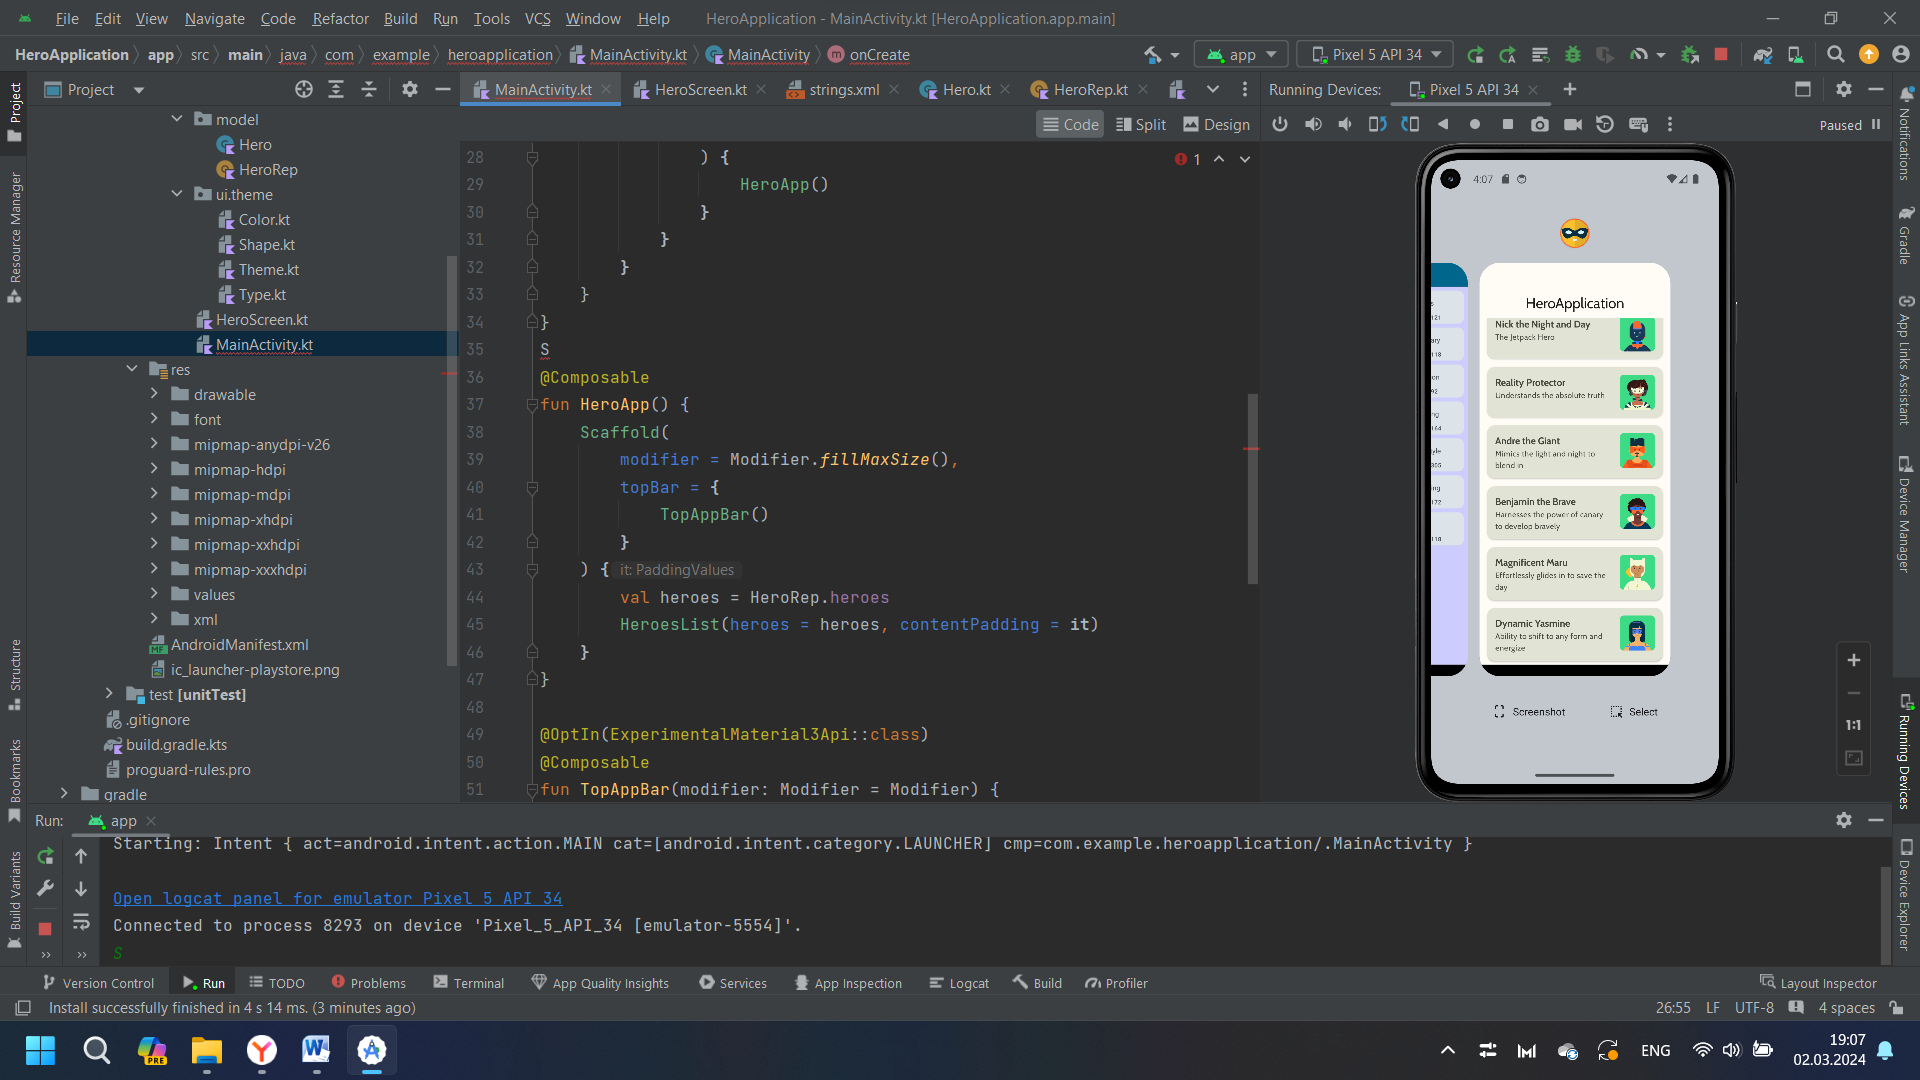 File Edit View Navigate Code Refactor Build Run Tools VCS Window Help HeroApplication - MainActivity.kt [HeroApplication.app.main]
HeroApplication app src main java com example heroapplication MainActivity.kt MainActivity onCreate app Pixel 5 API 34
Project MainActivity.kt HeroScreen.kt strings.xml Hero.kt HeroRep.kt Running Devices: Pixel 5 API 34
Code Split Design Paused
Project
Resource Manager
Structure
Bookmarks
Build Variants
model
Hero
HeroRep
ui.theme
Color.kt
Shape.kt
Theme.kt
Type.kt
HeroScreen.kt
MainActivity.kt
res
drawable
font
mipmap-anydpi-v26
mipmap-hdpi
mipmap-mdpi
mipmap-xhdpi
mipmap-xxhdpi
mipmap-xxxhdpi
values
xml
AndroidManifest.xml
ic_launcher-playstore.png
test [unitTest]
.gitignore
build.gradle.kts
proguard-rules.pro
gradle
1
28 ) {
29 HeroApp()
30 }
31 }
32 }
33 }
34 }
35 S
36 @Composable
37 fun HeroApp() {
38 Scaffold(
39 modifier = Modifier.fillMaxSize(),
40 topBar = {
41 TopAppBar()
42 }
43 ) { it: PaddingValues
44 val heroes = HeroRep.heroes
45 HeroesList(heroes = heroes, contentPadding = it)
46 }
47 }
48
49 @OptIn(ExperimentalMaterial3Api::class)
50 @Composable
51 fun TopAppBar(modifier: Modifier = Modifier) {
4:07
HeroApplication
Nick the Night and Day
The Jetpack Hero
Reality Protector
Understands the absolute truth
Andre the Giant
Mimics the light and night to
blend in
Benjamin the Brave
Harnesses the power of canary
to develop bravely
Magnificent Maru
Effortlessly glides in to save the
day
Dynamic Yasmine
Ability to shift to any form and
energize
Screenshot Select
1:1
Notifications
Gradle
App Links Assistant
Device Manager
Running Devices
Device Explorer
Run: app
Starting: Intent { act=android.intent.action.MAIN cat=[android.intent.category.LAUNCHER] cmp=com.example.heroapplication/.MainActivity }
Open logcat panel for emulator Pixel 5 API 34
Connected to process 8293 on device 'Pixel_5_API_34 [emulator-5554]'.
S
Version Control Run TODO Problems Terminal App Quality Insights Services App Inspection Logcat Build Profiler Layout Inspector
Install successfully finished in 4 s 14 ms. (3 minutes ago) 26:55 LF UTF-8 4 spaces
PRE
ENG
19:07
02.03.2024